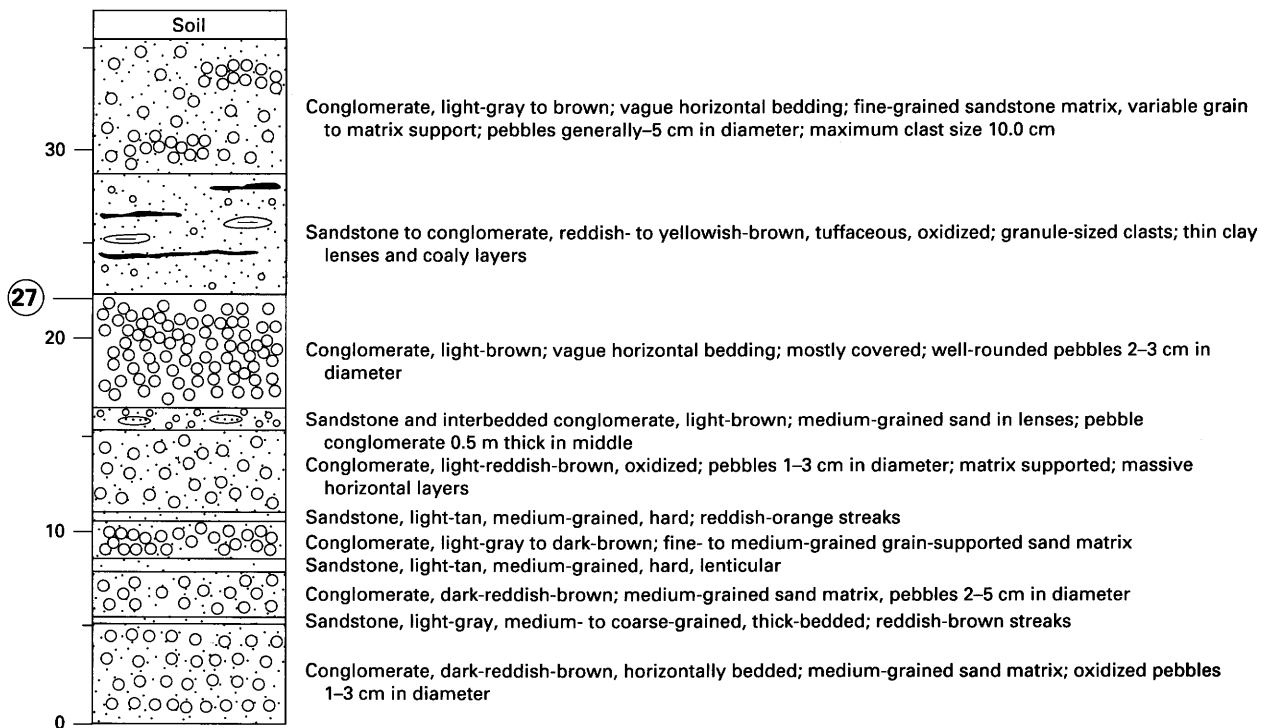 Soil
Conglomerate, light-gray to brown; vague horizontal bedding; fine-grained sandstone matrix, variable grain
to matrix support; pebbles generally–5 cm in diameter; maximum clast size 10.0 cm
30
Sandstone to conglomerate, reddish- to yellowish-brown, tuffaceous, oxidized; granule-sized clasts; thin clay
lenses and coaly layers
27
20
Conglomerate, light-brown; vague horizontal bedding; mostly covered; well-rounded pebbles 2–3 cm in
diameter
Sandstone and interbedded conglomerate, light-brown; medium-grained sand in lenses; pebble
conglomerate 0.5 m thick in middle
Conglomerate, light-reddish-brown, oxidized; pebbles 1–3 cm in diameter; matrix supported; massive
horizontal layers
Sandstone, light-tan, medium-grained, hard; reddish-orange streaks
10
Conglomerate, light-gray to dark-brown; fine- to medium-grained grain-supported sand matrix
Sandstone, light-tan, medium-grained, hard, lenticular
Conglomerate, dark-reddish-brown; medium-grained sand matrix, pebbles 2–5 cm in diameter
Sandstone, light-gray, medium- to coarse-grained, thick-bedded; reddish-brown streaks
Conglomerate, dark-reddish-brown, horizontally bedded; medium-grained sand matrix; oxidized pebbles
1–3 cm in diameter
0